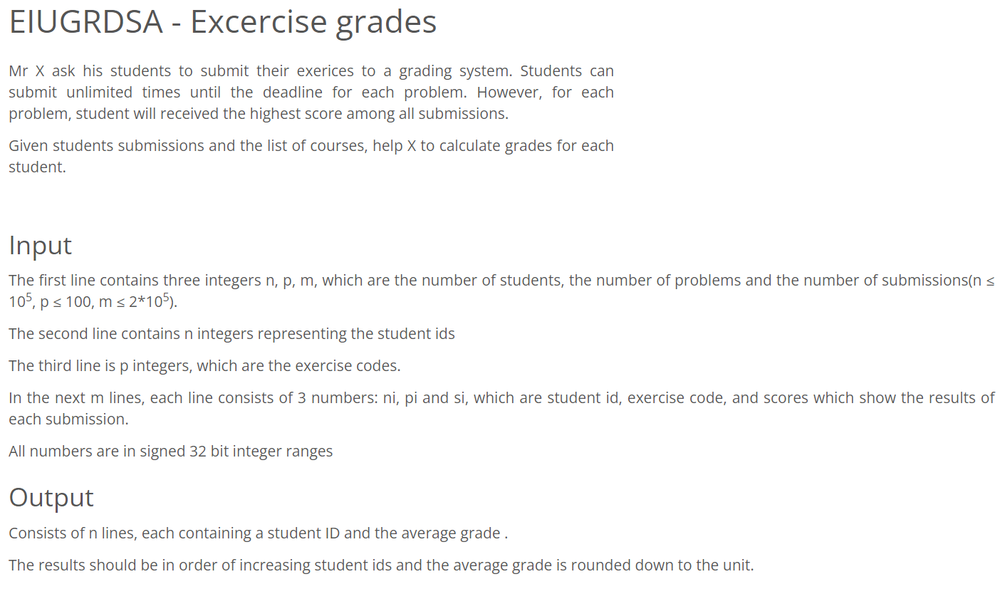 EIUGRDSA - Excercise grades
Mr X ask his students to submit their exerices to a grading system. Students can
submit unlimited times until the deadline for each problem. However, for each
problem, student will received the highest score among all submissions.
Given students submissions and the list of courses, help X to calculate grades for each
student.
Input
The first line contains three integers n, p, m, which are the number of students, the number of problems and the number of submissions(n ≤
10⁵, p ≤ 100, m ≤ 2*10⁵).
The second line contains n integers representing the student ids
The third line is p integers, which are the exercise codes.
In the next m lines, each line consists of 3 numbers: ni, pi and si, which are student id, exercise code, and scores which show the results of
each submission.
All numbers are in signed 32 bit integer ranges
Output
Consists of n lines, each containing a student ID and the average grade .
The results should be in order of increasing student ids and the average grade is rounded down to the unit.